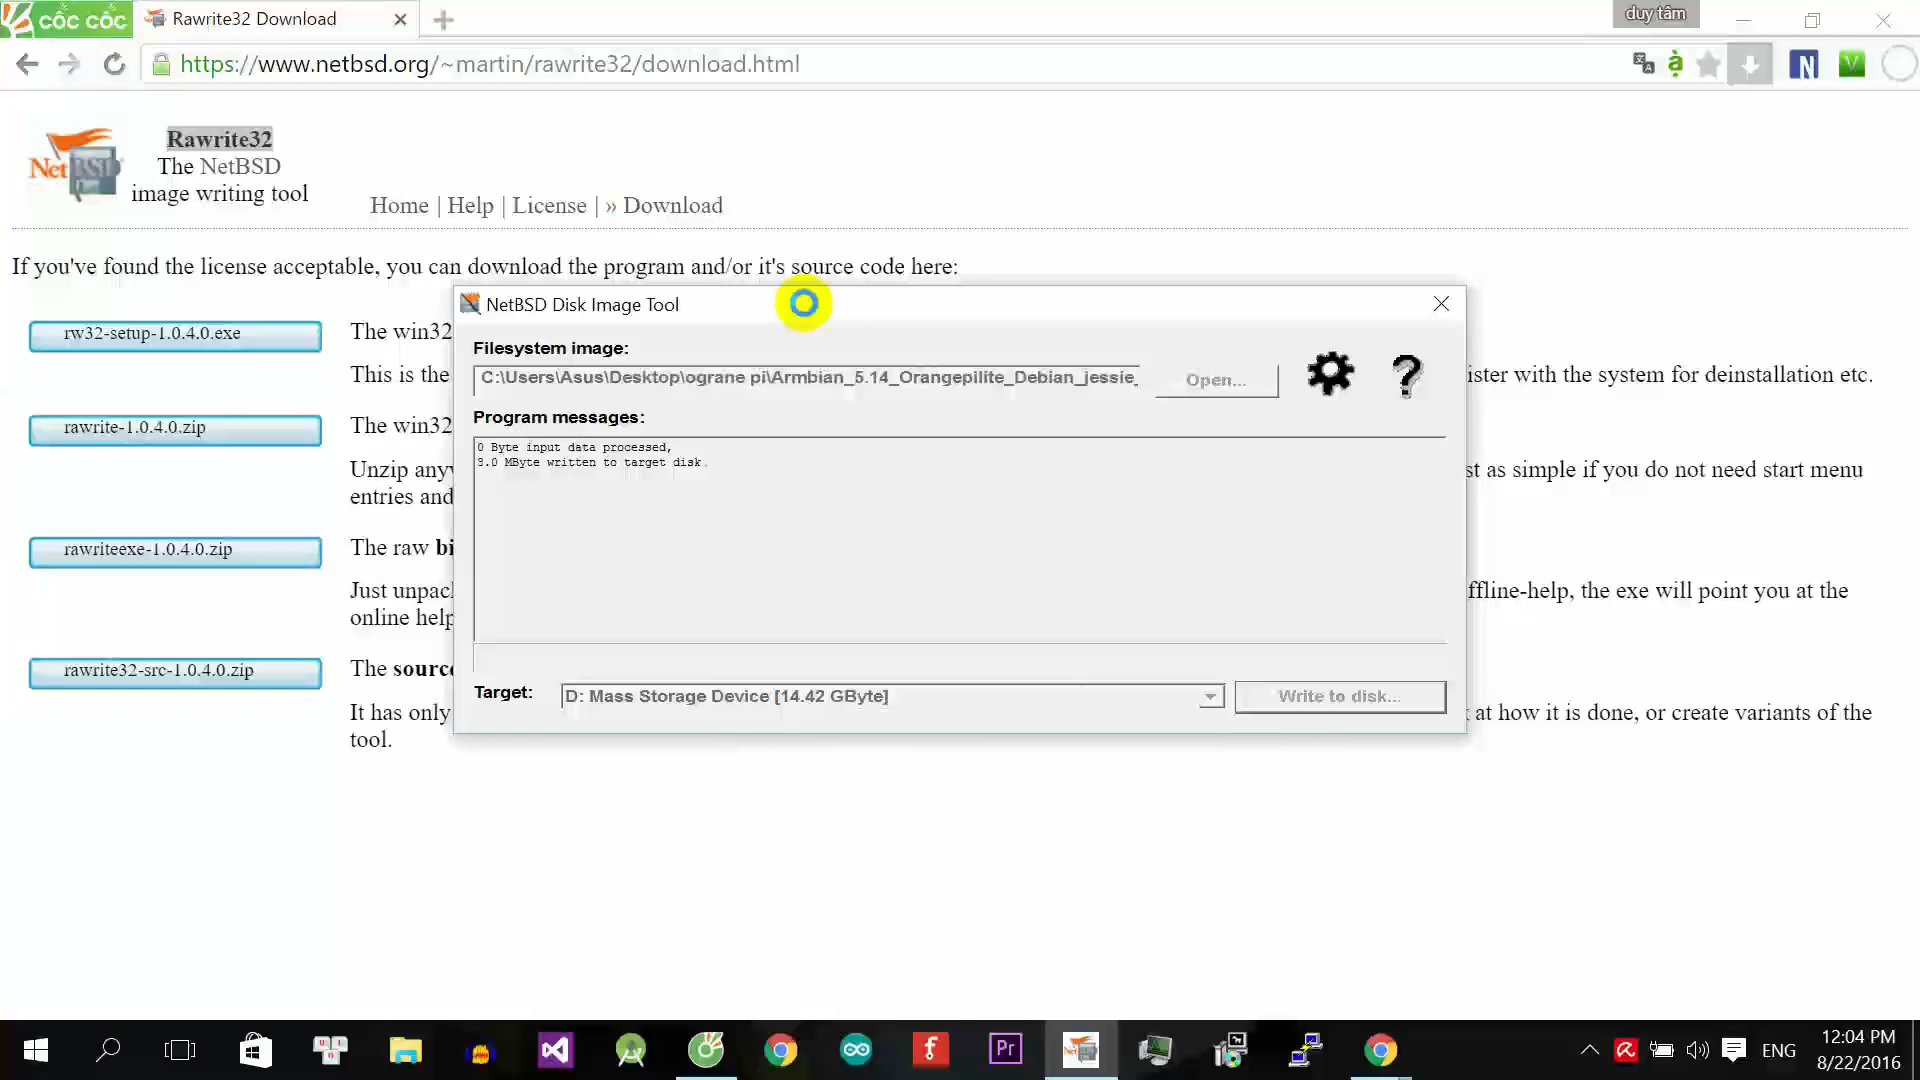 cốc cốc
Rawrite32 Download
duy tâm
https://www.netbsd.org/~martin/rawrite32/download.html
NetBSD
Rawrite32
The NetBSD
image writing tool
Home | Help | License | » Download
If you've found the license acceptable, you can download the program and/or it's source code here:
NetBSD Disk Image Tool
Filesystem image:
C:\Users\Asus\Desktop\ograne pi\Armbian_5.14_Orangepilite_Debian_jessie_
Open...
Program messages:
0 Byte input data processed,
8.0 MByte written to target disk.
Target:
D: Mass Storage Device [14.42 GByte]
Write to disk...
rw32-setup-1.0.4.0.exe
The win32
This is the
ister with the system for deinstallation etc.
rawrite-1.0.4.0.zip
The win32
Unzip any
st as simple if you do not need start menu
entries and
rawriteexe-1.0.4.0.zip
The raw bi
Just unpac
ffline-help, the exe will point you at the
online help
rawrite32-src-1.0.4.0.zip
The source
It has only
at how it is done, or create variants of the
tool.
Pr
ENG
12:04 PM
8/22/2016